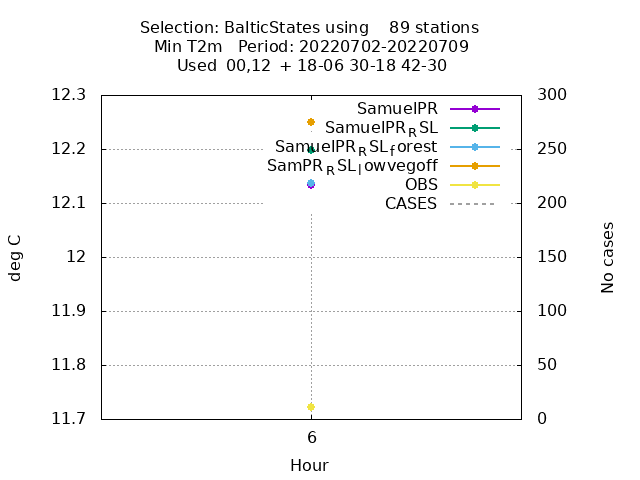 Selection: BalticStates using    89 stations
Min T2m   Period: 20220702-20220709
Used  00,12  + 18-06 30-18 42-30
12.3
12.2
12.1
12
11.9
11.8
11.7
300
250
200
150
100
50
0
SamuelPR
SamuelPR_RSL
SamuelPR_RSL_forest
SamPR_RSL_lowvegoff
OBS
CASES
deg C
No cases
6
Hour